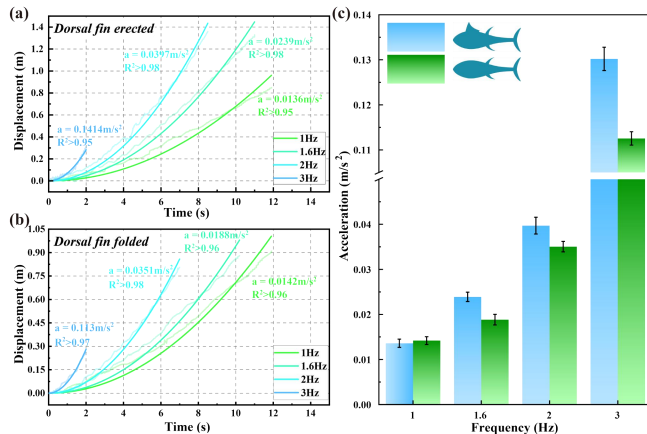 (a)
Dorsal fin erected
a = 0.0397m/s²
R²>0.98
a = 0.0239m/s²
R²>0.98
a = 0.0136m/s²
R²>0.95
a = 0.1414m/s²
R²>0.95
1Hz
1.6Hz
2Hz
3Hz
Displacement (m)
0.0
0.2
0.4
0.6
0.8
1.0
1.2
1.4
0 2 4 6 8 10 12 14
Time (s)
(b)
Dorsal fin folded
a = 0.0188m/s²
R²>0.96
a = 0.0351m/s²
R²>0.98
a = 0.0142m/s²
R²>0.96
a = 0.113m/s²
R²>0.97
1Hz
1.6Hz
2Hz
3Hz
Displacement (m)
0.00
0.15
0.30
0.45
0.60
0.75
0.90
1.05
0 2 4 6 8 10 12 14
Time (s)
(c)
Acceleration (m/s²)
0.14
0.13
0.12
0.11
0.04
0.03
0.02
0.01
0.00
1 1.6 2 3
Frequency (Hz)